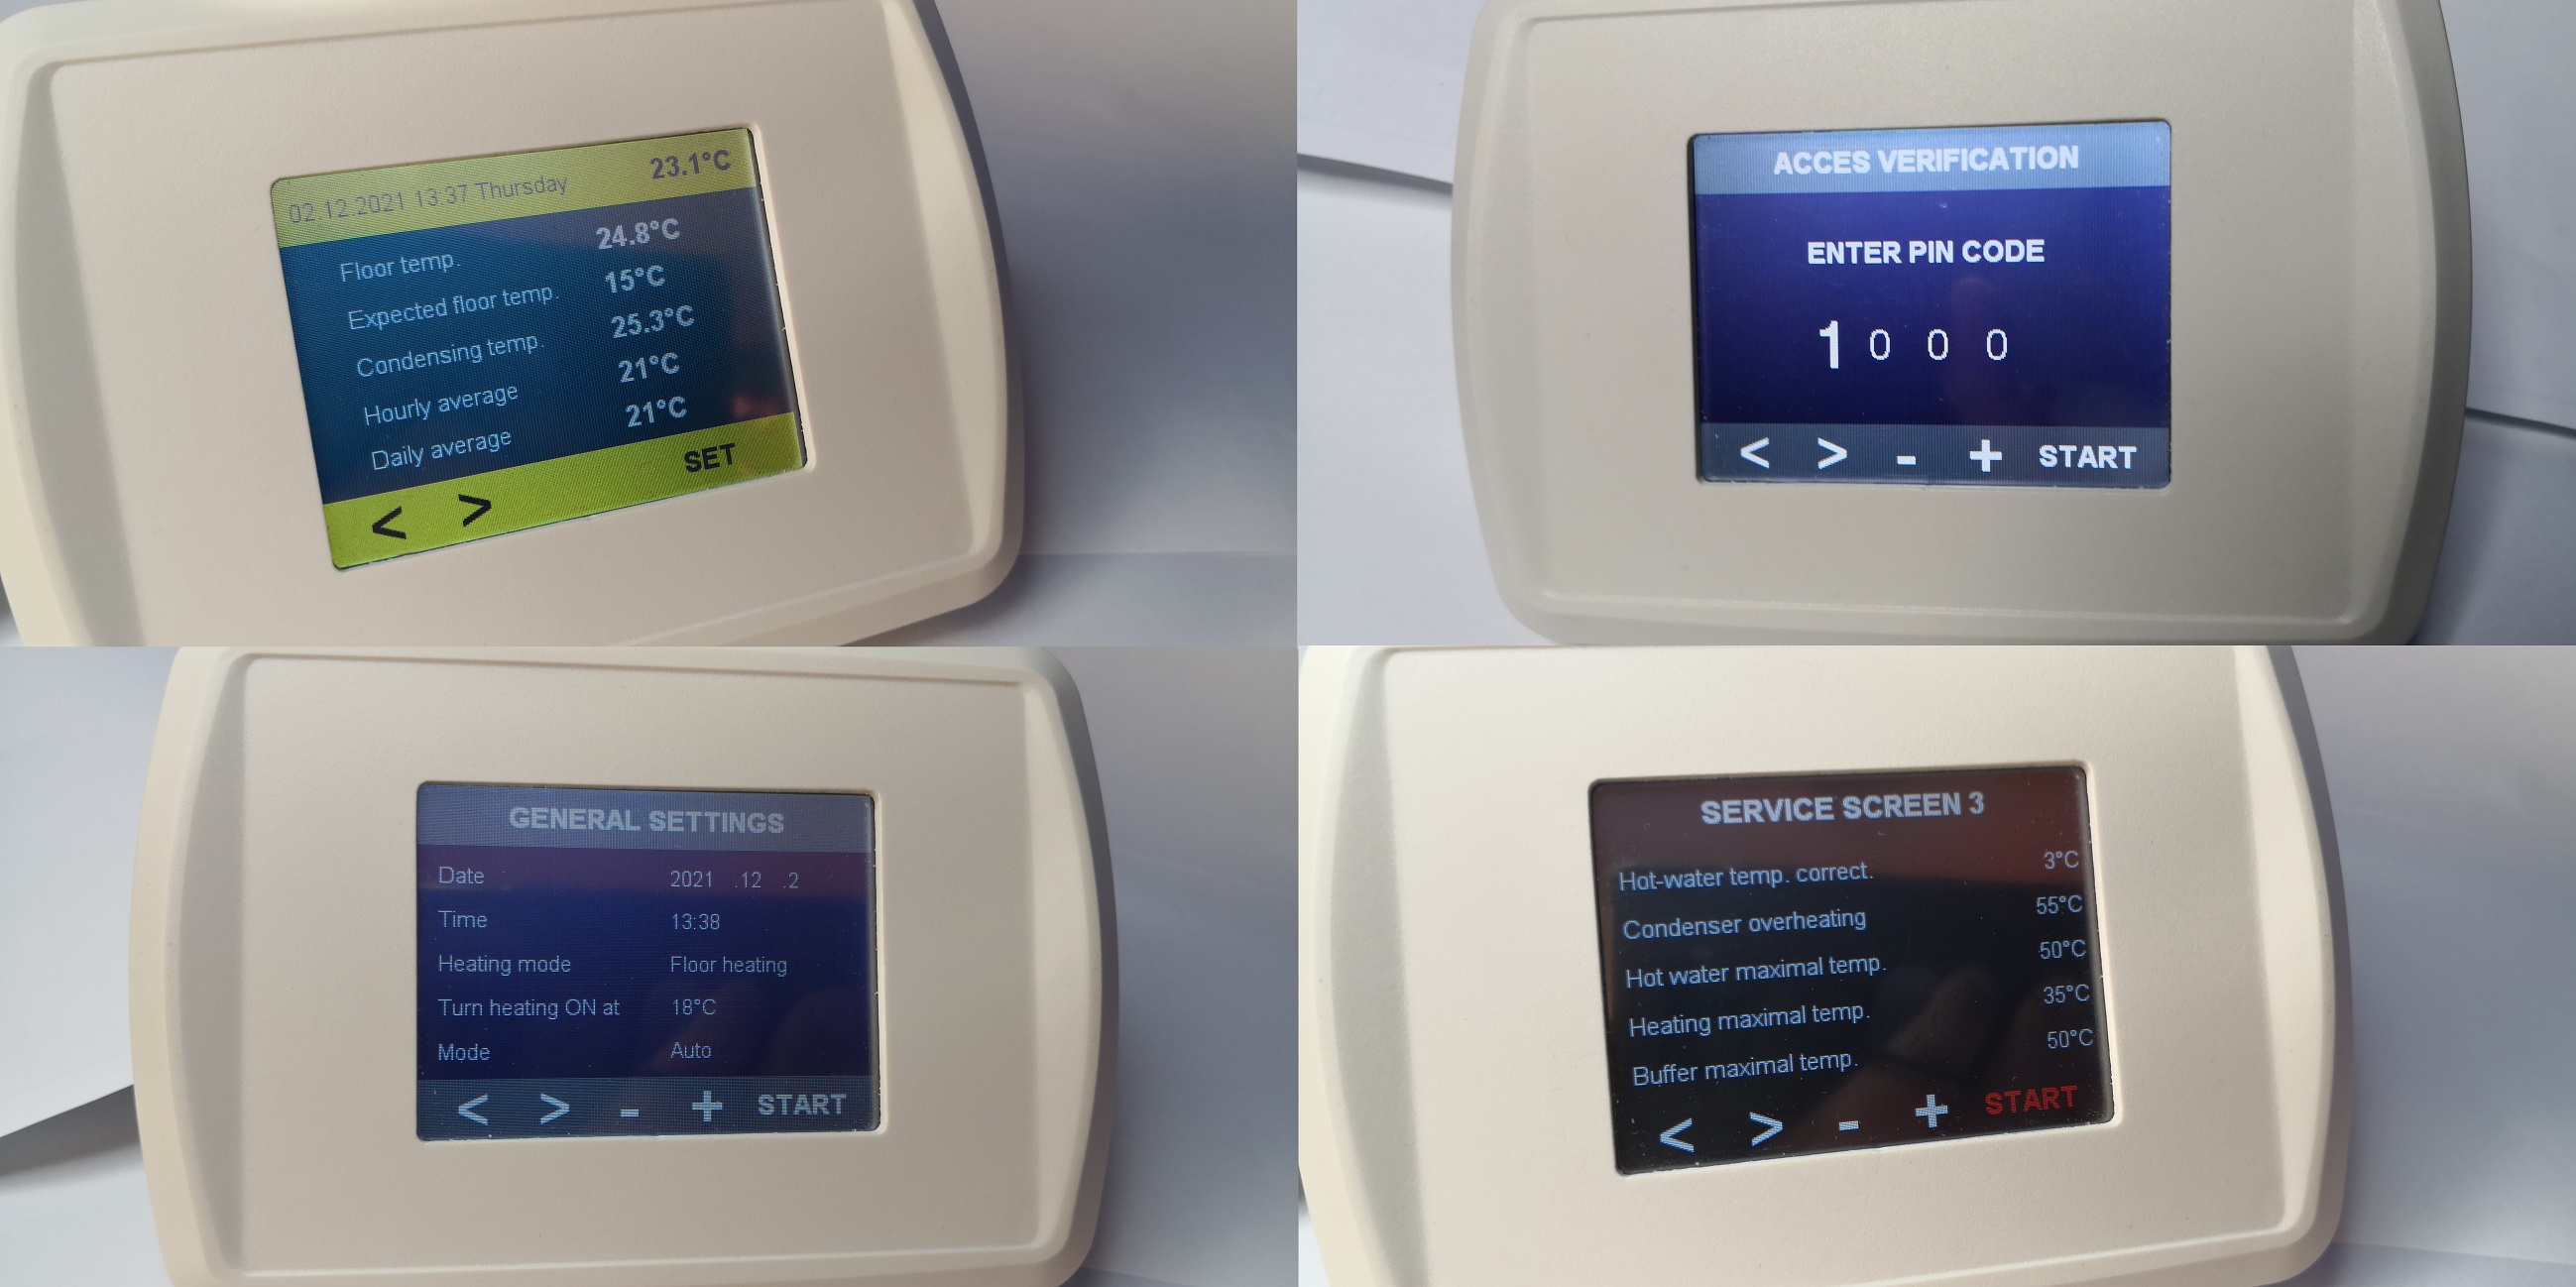 02.12.2021 13:37 Thursday 23.1°C
Floor temp. 24.8°C
Expected floor temp. 15°C
Condensing temp. 25.3°C
Hourly average 21°C
Daily average 21°C
< > SET
ACCES VERIFICATION
ENTER PIN CODE
1 0 0 0
< > - + START
GENERAL SETTINGS
Date 2021 .12 .2
Time 13:38
Heating mode Floor heating
Turn heating ON at 18°C
Mode Auto
< > - + START
SERVICE SCREEN 3
Hot-water temp. correct. 3°C
Condenser overheating 55°C
Hot water maximal temp. 50°C
Heating maximal temp. 35°C
Buffer maximal temp. 50°C
< > - + START